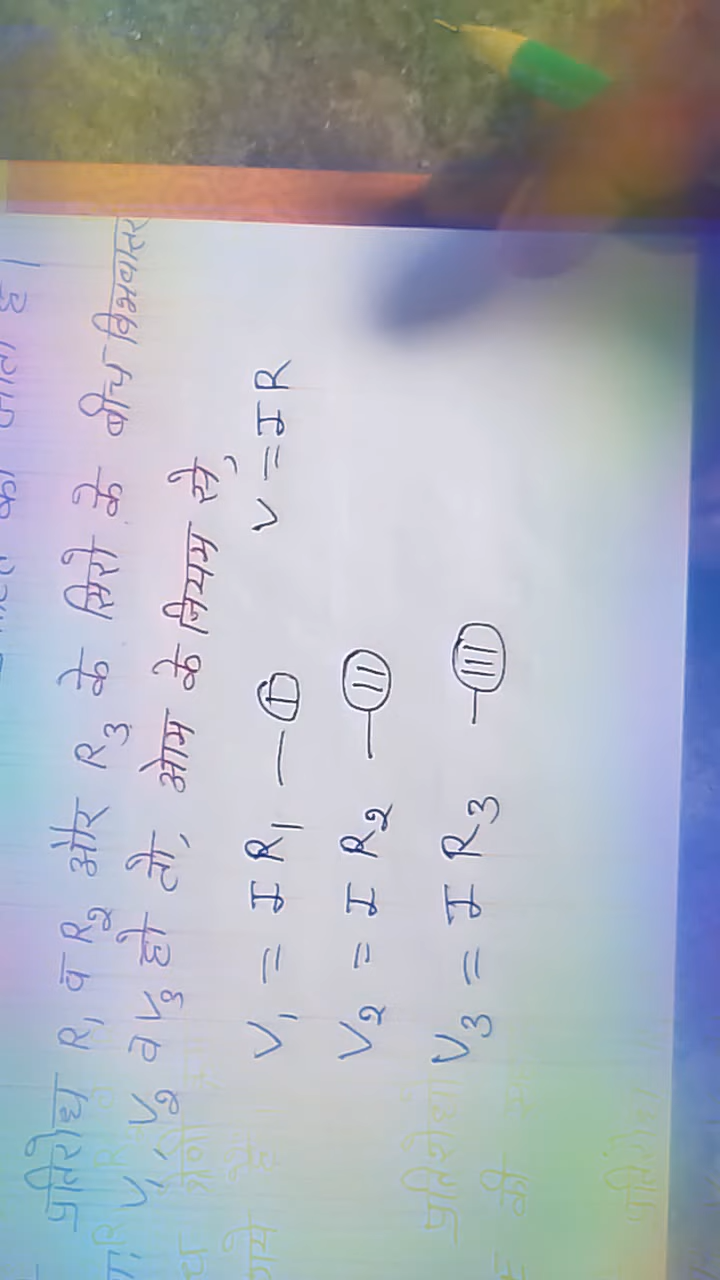 जाता है।
प्रतिरोध R₁ व R₂ और R₃ के सिरो के बीच विभवान्तर
V₁, V₂ व V₃ हो तो, ओम के नियम से,
V₁ = IR₁ — Ⓘ V = IR
V₂ = IR₂ — Ⅱ
V₃ = IR₃ — Ⅲ